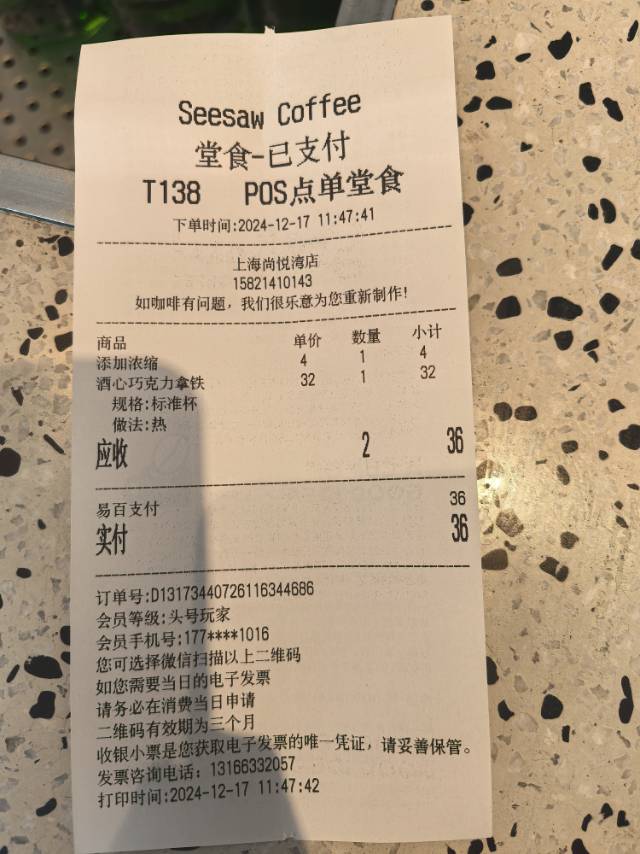 Seesaw Coffee
堂食-已支付
T138 POS点单堂食
下单时间:2024-12-17 11:47:41
上海尚悦湾店
15821410143
如咖啡有问题，我们很乐意为您重新制作!
商品 单价 数量 小计
添加浓缩 4 1 4
酒心巧克力拿铁 32 1 32
规格:标准杯
做法:热
应收 2 36
易百支付 36
实付 36
订单号:D13173440726116344686
会员等级:头号玩家
会员手机号:177****1016
您可选择微信扫描以上二维码
如您需要当日的电子发票
请务必在消费当日申请
二维码有效期为三个月
收银小票是您获取电子发票的唯一凭证，请妥善保管。
发票咨询电话：13166332057
打印时间:2024-12-17 11:47:42